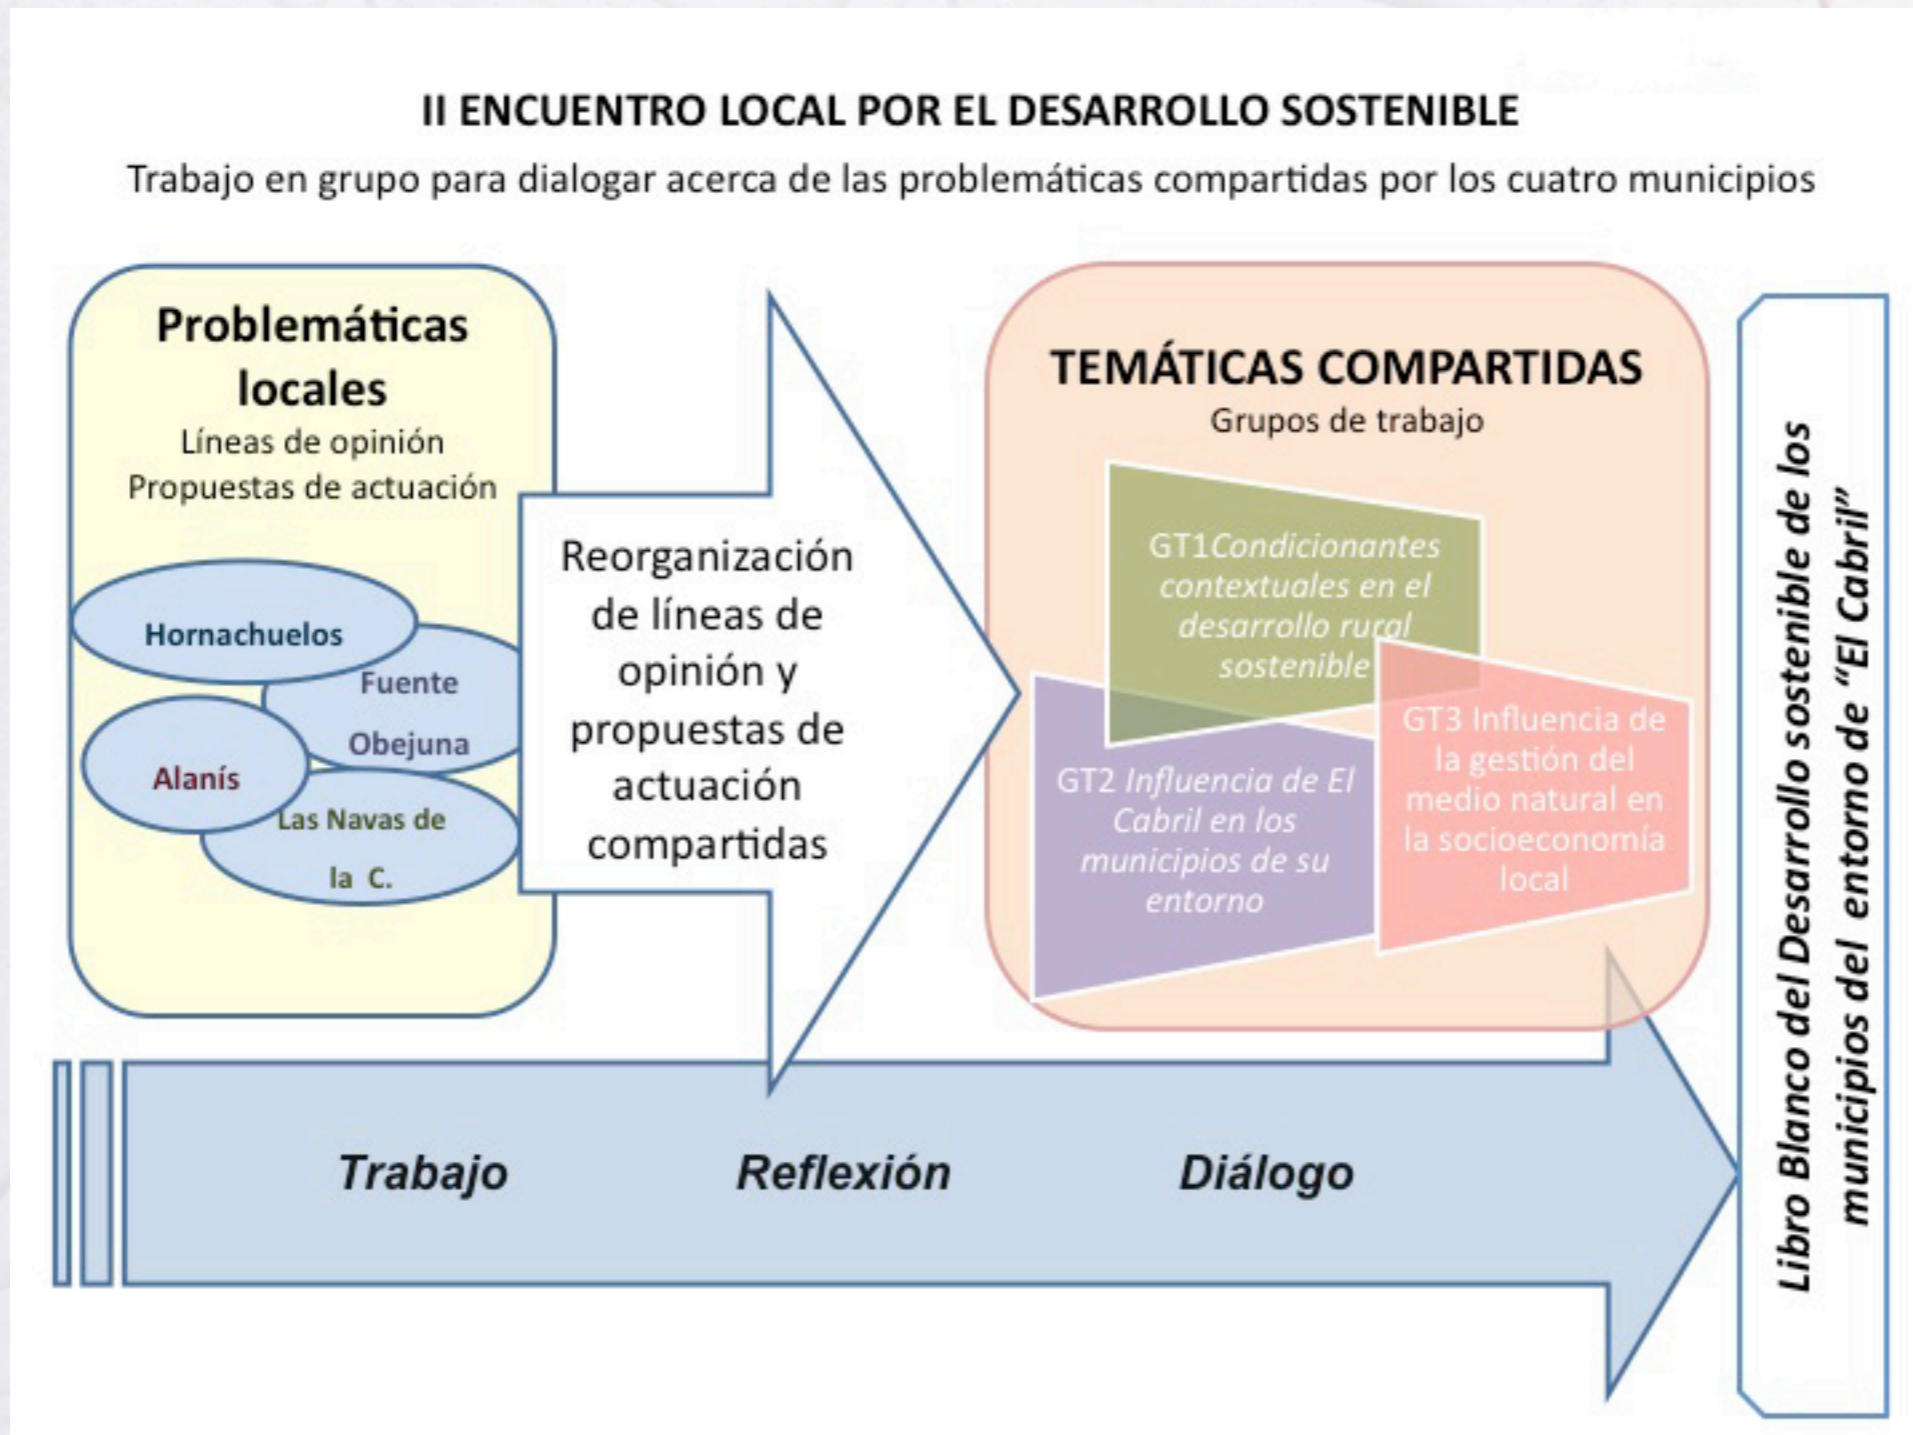 II ENCUENTRO LOCAL POR EL DESARROLLO SOSTENIBLE
Trabajo en grupo para dialogar acerca de las problemáticas compartidas por los cuatro municipios
Problemáticas
locales
Líneas de opinión
Propuestas de actuación
Hornachuelos
Fuente
Obejuna
Alanís
Las Navas de
la C.
Reorganización
de líneas de
opinión y
propuestas de
actuación
compartidas
TEMÁTICAS COMPARTIDAS
Grupos de trabajo
GT1Condicionantes
contextuales en el
desarrollo rural
sostenible
GT2 Influencia de El
Cabril en los
municipios de su
entorno
GT3 Influencia de
la gestión del
medio natural en
la socioeconomía
local
Trabajo
Reflexión
Diálogo
Libro Blanco del Desarrollo sostenible de los
municipios del entorno de “El Cabril”